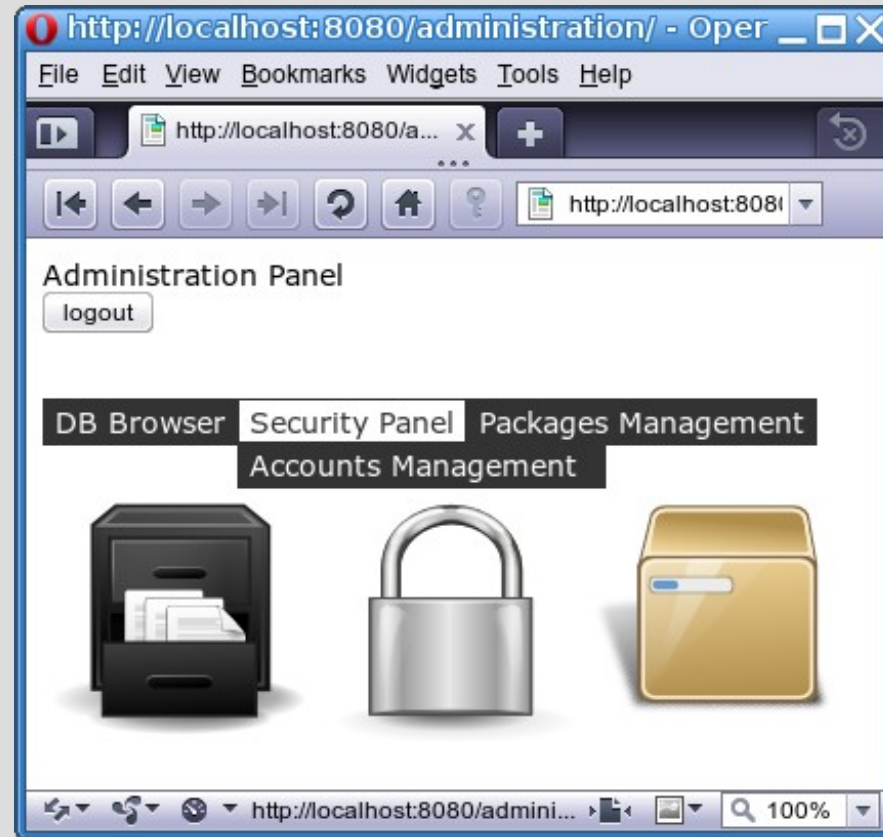 http://localhost:8080/administration/ - Oper
File Edit View Bookmarks Widgets Tools Help
http://localhost:8080/a...
http://localhost:808
Administration Panel
logout
DB Browser Security Panel Packages Management
Accounts Management
http://localhost:8080/admini...
100%